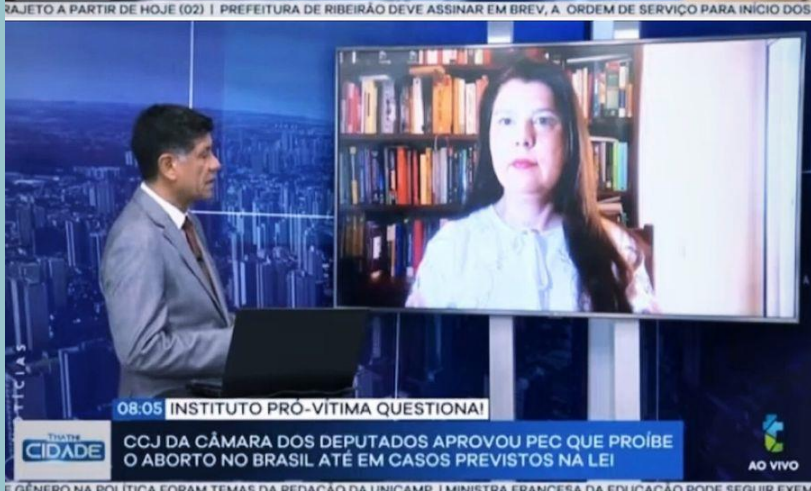 RAJETO A PARTIR DE HOJE (02) | PREFEITURA DE RIBEIRÃO DEVE ASSINAR EM BREV, A ORDEM DE SERVIÇO PARA INÍCIO DOS
NOTÍCIAS
08:05 INSTITUTO PRÓ-VÍTIMA QUESTIONA!
THATHI
CIDADE
CCJ DA CÂMARA DOS DEPUTADOS APROVOU PEC QUE PROÍBE
O ABORTO NO BRASIL ATÉ EM CASOS PREVISTOS NA LEI
AO VIVO
E GÊNERO NA POLÍTICA FORAM TEMAS DA REDAÇÃO DA UNICAMP | MINISTRA FRANCESA DA EDUCAÇÃO PODE SEGUIR